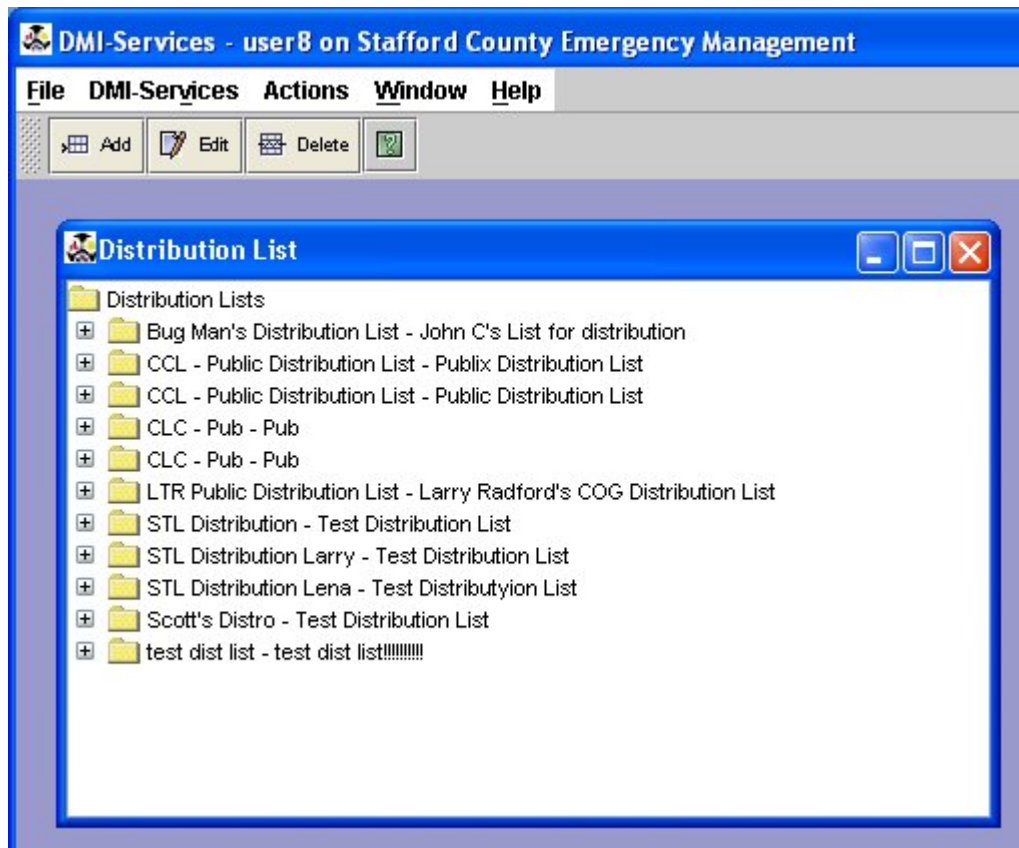 DMI-Services - user8 on Stafford County Emergency Management
File DMI-Services Actions Window Help
Add Edit Delete
Distribution List
Distribution Lists
Bug Man's Distribution List - John C's List for distribution
CCL - Public Distribution List - Publix Distribution List
CCL - Public Distribution List - Public Distribution List
CLC - Pub - Pub
CLC - Pub - Pub
LTR Public Distribution List - Larry Radford's COG Distribution List
STL Distribution - Test Distribution List
STL Distribution Larry - Test Distribution List
STL Distribution Lena - Test Distributyion List
Scott's Distro - Test Distribution List
test dist list - test dist list!!!!!!!!!!